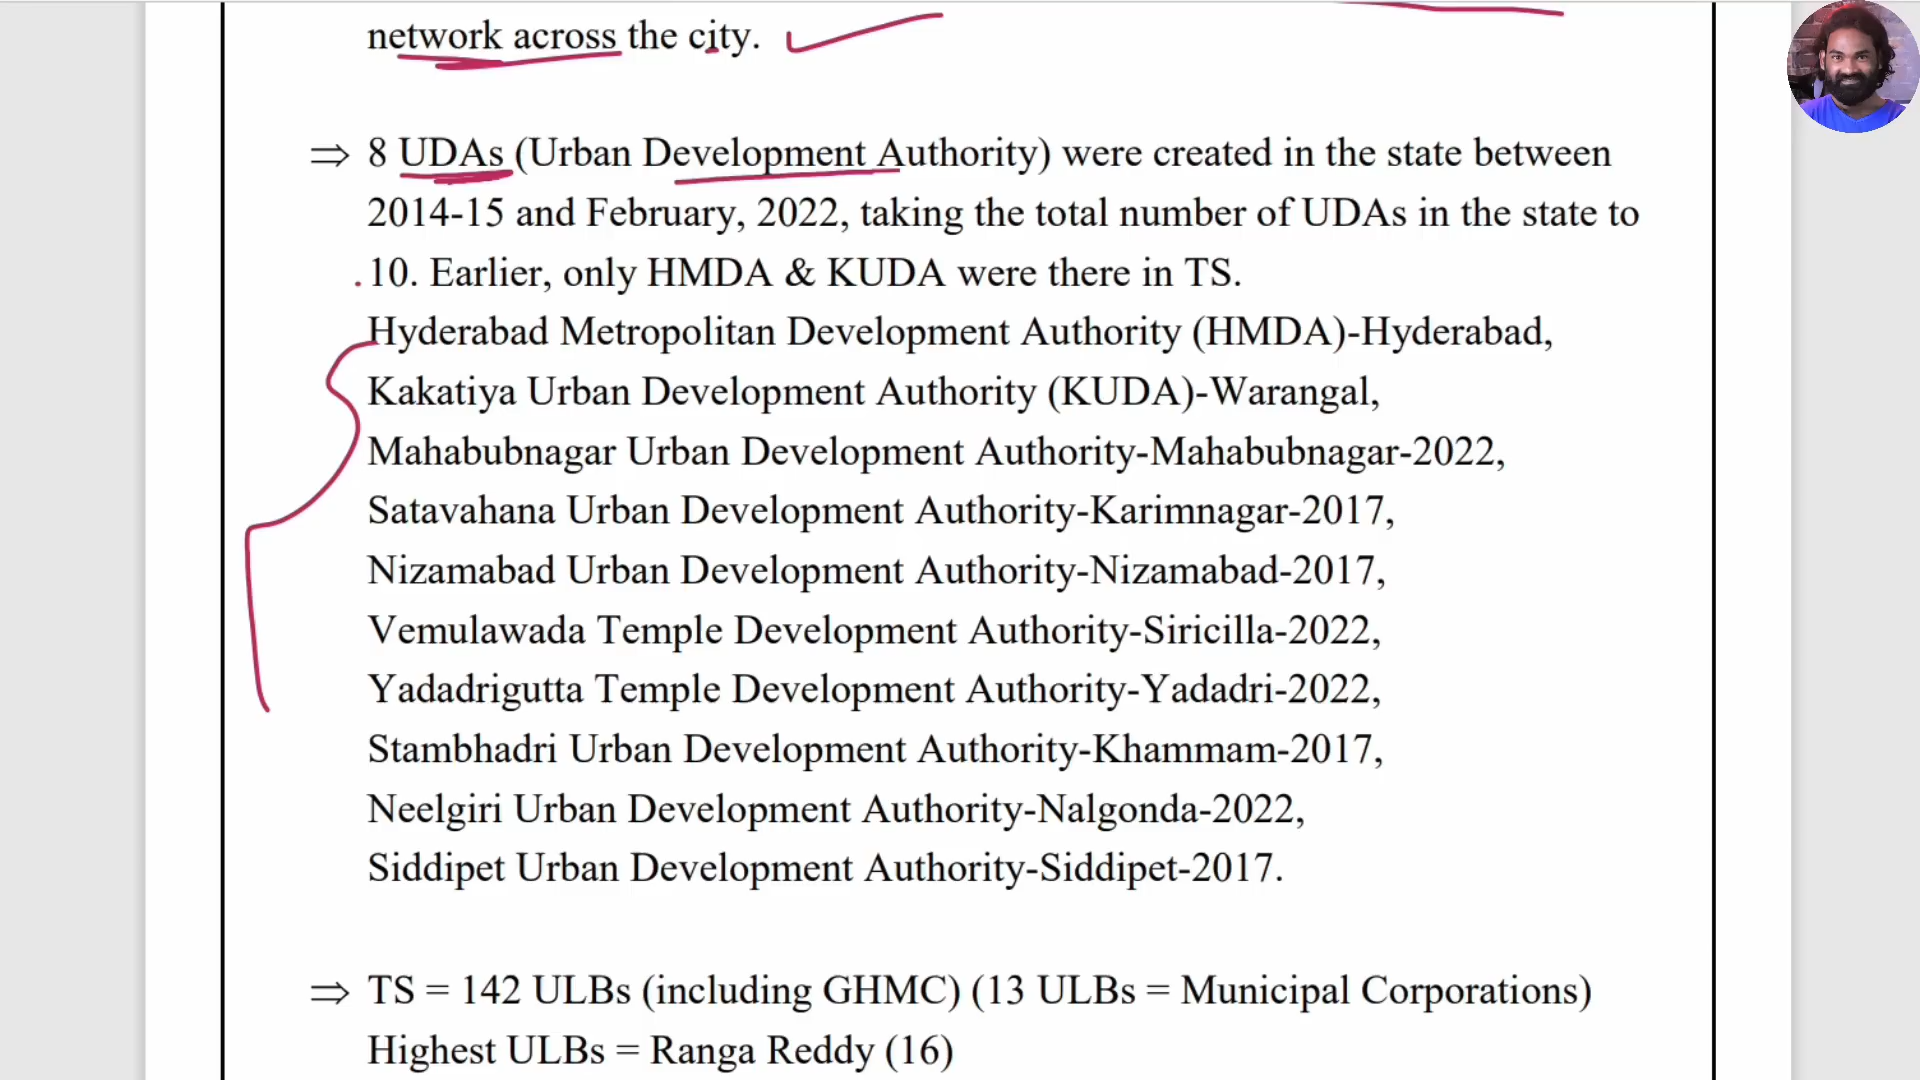 network across the city.
⇒ 8 UDAs (Urban Development Authority) were created in the state between
2014-15 and February, 2022, taking the total number of UDAs in the state to
10. Earlier, only HMDA & KUDA were there in TS.
Hyderabad Metropolitan Development Authority (HMDA)-Hyderabad,
Kakatiya Urban Development Authority (KUDA)-Warangal,
Mahabubnagar Urban Development Authority-Mahabubnagar-2022,
Satavahana Urban Development Authority-Karimnagar-2017,
Nizamabad Urban Development Authority-Nizamabad-2017,
Vemulawada Temple Development Authority-Siricilla-2022,
Yadadrigutta Temple Development Authority-Yadadri-2022,
Stambhadri Urban Development Authority-Khammam-2017,
Neelgiri Urban Development Authority-Nalgonda-2022,
Siddipet Urban Development Authority-Siddipet-2017.
⇒ TS = 142 ULBs (including GHMC) (13 ULBs = Municipal Corporations)
Highest ULBs = Ranga Reddy (16)